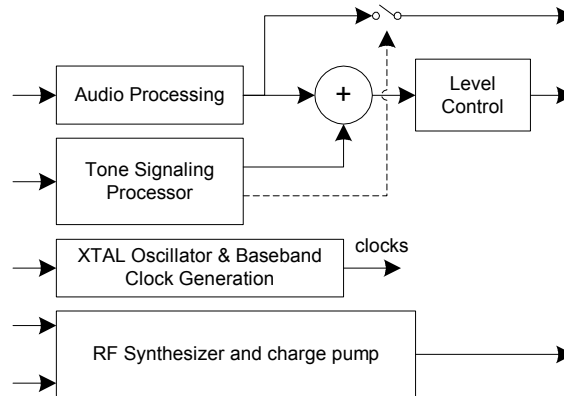 Audio Processing
+
Level
Control
Tone Signaling
Processor
XTAL Oscillator & Baseband
Clock Generation
clocks
RF Synthesizer and charge pump